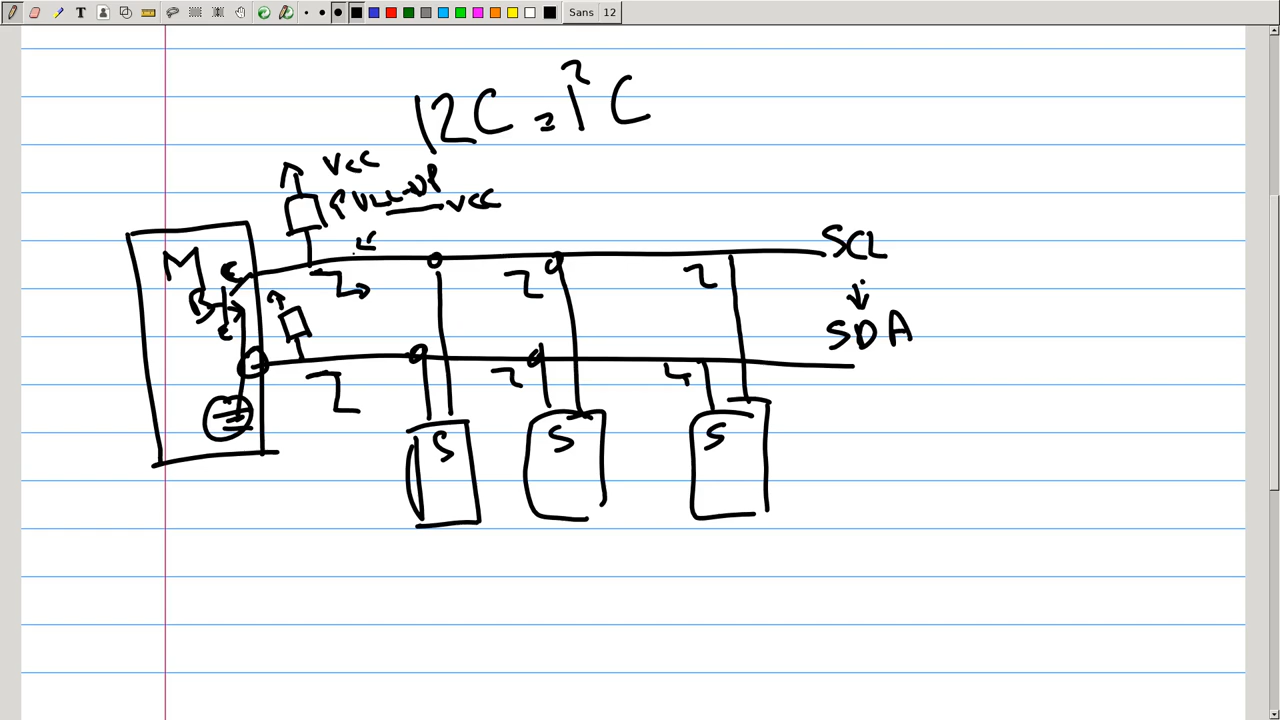 Sans 12
I2C = I²C
VCC
PULL-UP VCC
SCL
M
C
B
E
SDA
S S S